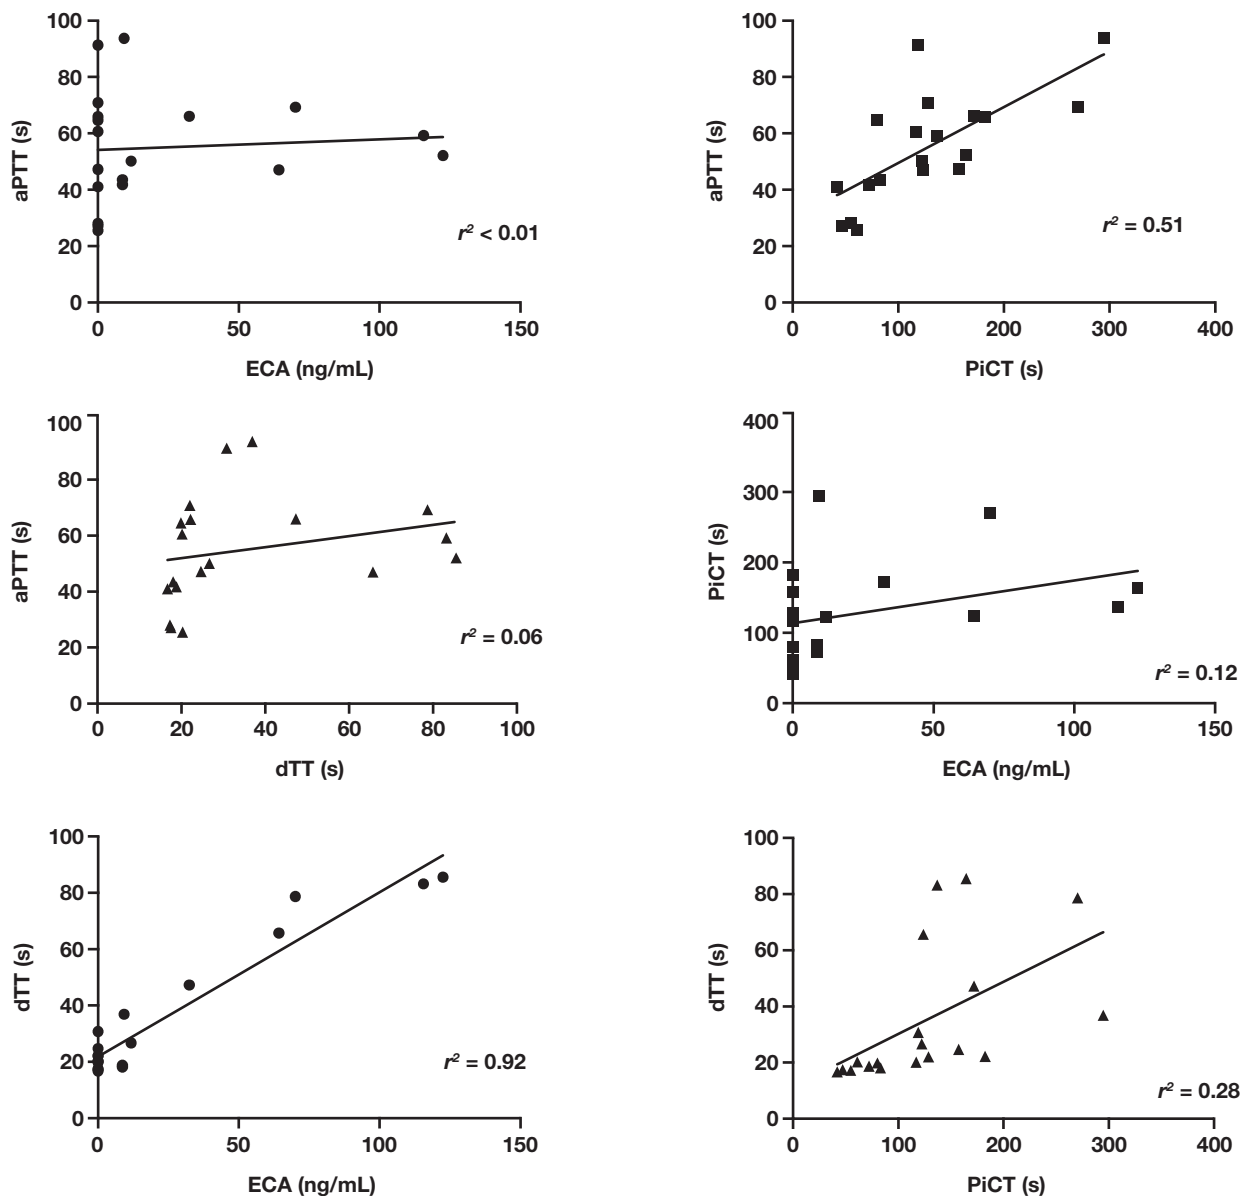 100
80
60
40
20
0
aPTT (s)
r² < 0.01
0 50 100 150
ECA (ng/mL)
100
80
60
40
20
0
aPTT (s)
r² = 0.51
0 100 200 300 400
PiCT (s)
100
80
60
40
20
0
aPTT (s)
r² = 0.06
0 20 40 60 80 100
dTT (s)
400
300
200
100
0
PiCT (s)
r² = 0.12
0 50 100 150
ECA (ng/mL)
100
80
60
40
20
0
dTT (s)
r² = 0.92
0 50 100 150
ECA (ng/mL)
100
80
60
40
20
0
dTT (s)
r² = 0.28
0 100 200 300 400
PiCT (s)